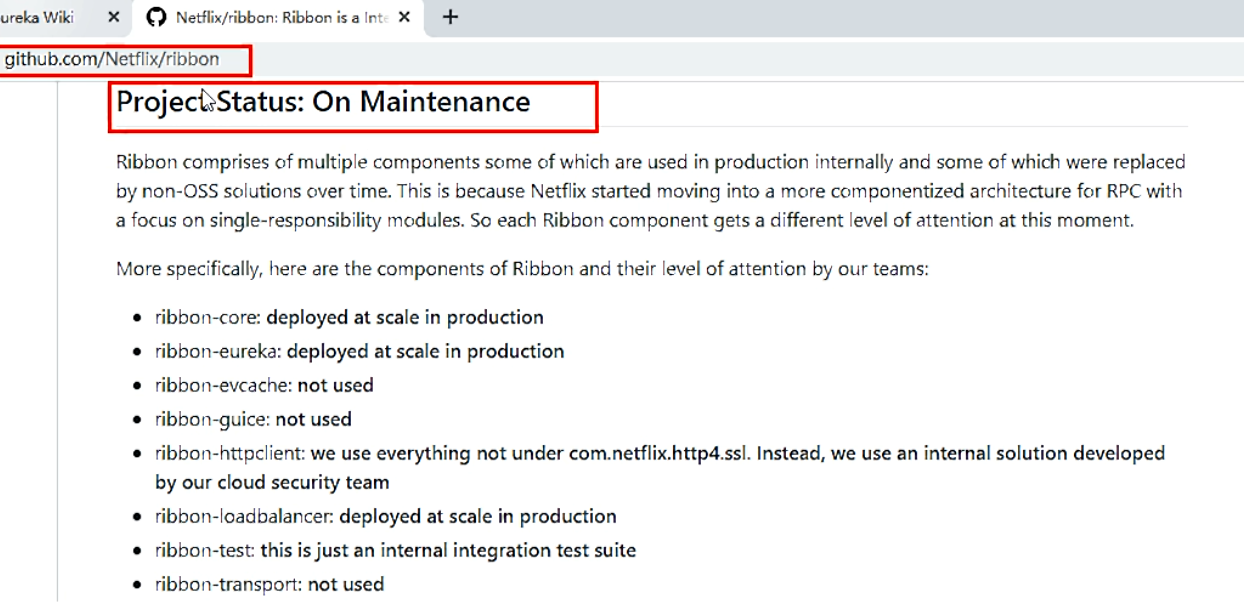 ureka Wiki
Netflix/ribbon: Ribbon is a Inte
github.com/Netflix/ribbon
Project Status: On Maintenance
Ribbon comprises of multiple components some of which are used in production internally and some of which were replaced
by non-OSS solutions over time. This is because Netflix started moving into a more componentized architecture for RPC with
a focus on single-responsibility modules. So each Ribbon component gets a different level of attention at this moment.
More specifically, here are the components of Ribbon and their level of attention by our teams:
• ribbon-core: deployed at scale in production
• ribbon-eureka: deployed at scale in production
• ribbon-evcache: not used
• ribbon-guice: not used
• ribbon-httpclient: we use everything not under com.netflix.http4.ssl. Instead, we use an internal solution developed
by our cloud security team
• ribbon-loadbalancer: deployed at scale in production
• ribbon-test: this is just an internal integration test suite
• ribbon-transport: not used